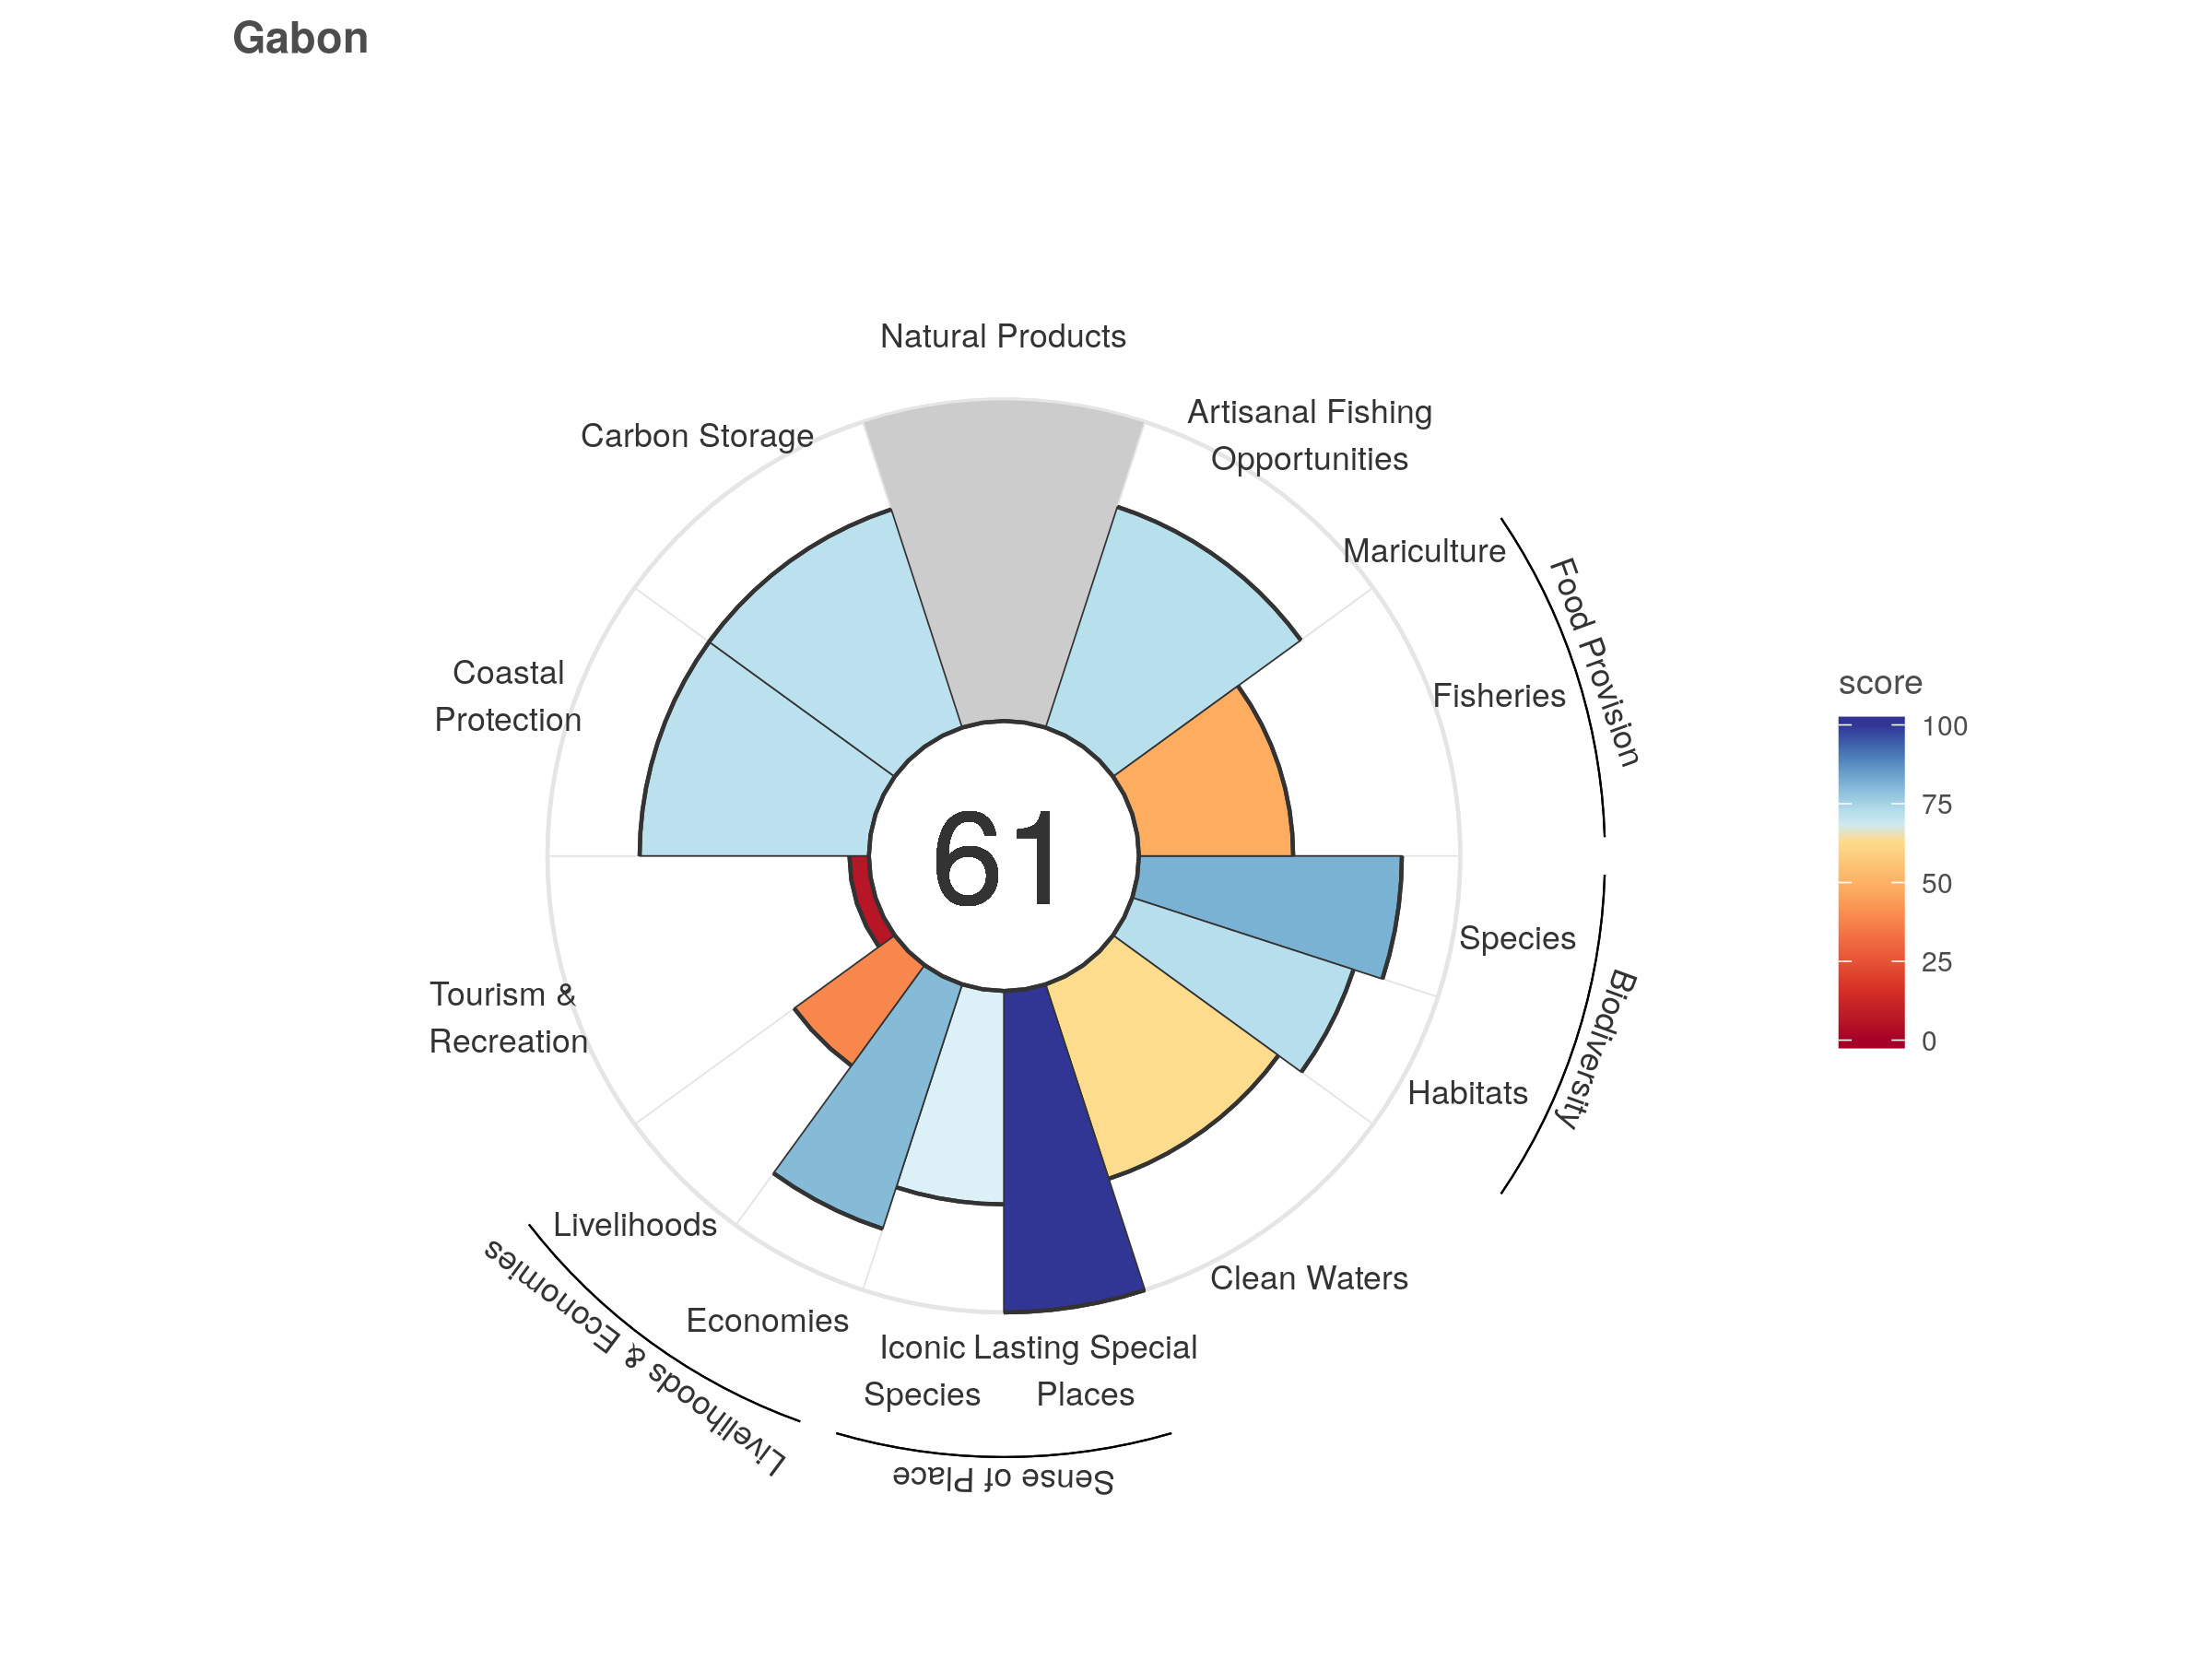 Gabon
Natural Products
Artisanal Fishing
Opportunities
Carbon Storage
Mariculture
Food Provision
Fisheries
Coastal
Protection
61
score
100
75
50
25
0
Species
Biodiversity
Habitats
Tourism &
Recreation
Livelihoods
Livelihoods & Economies
Economies
Clean Waters
Iconic
Species
Lasting Special
Places
Sense of Place